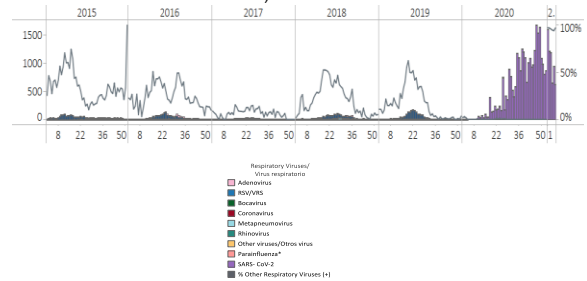 2015 2016 2017 2018 2019 2020 2.
1500
1000
500
0
100%
50%
0%
8 22 36 50 8 22 36 50 8 22 36 50 8 22 36 50 8 22 36 50 8 22 36 50 1
Respiratory Viruses/
Virus respiratorio
Adenovirus
RSV/VRS
Bocavirus
Coronavirus
Metapneumovirus
Rhinovirus
Other viruses/Otros virus
Parainfluenza*
SARS- CoV-2
% Other Respiratory Viruses (+)